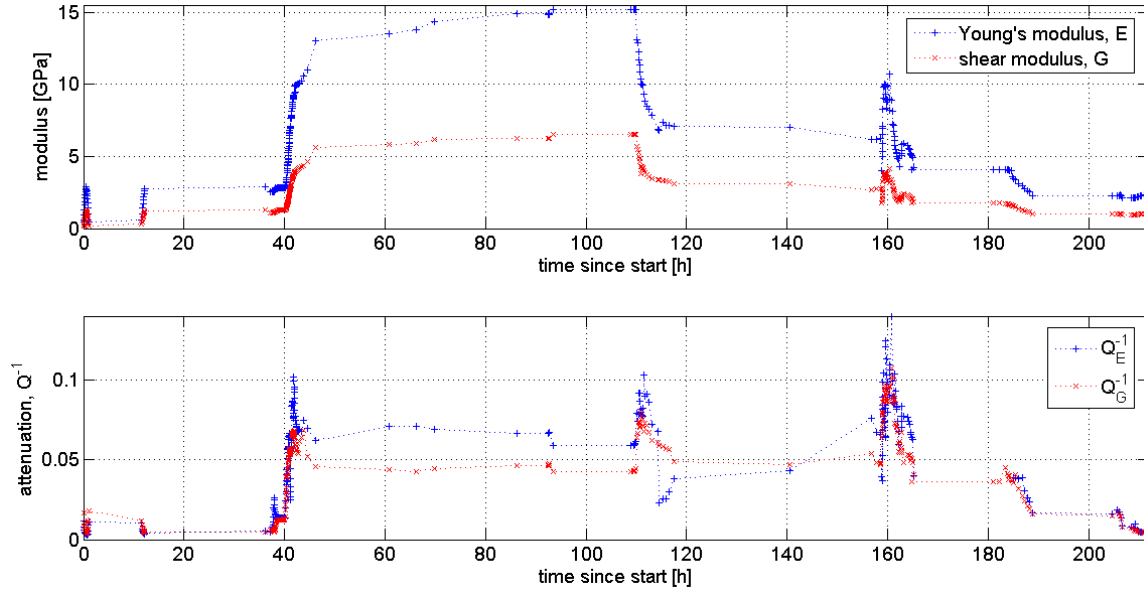 15
10
5
0
modulus [GPa]
Young's modulus, E
shear modulus, G
0 20 40 60 80 100 120 140 160 180 200
time since start [h]
0.1
0.05
0
attenuation, Q⁻¹
Q_E⁻¹
Q_G⁻¹
0 20 40 60 80 100 120 140 160 180 200
time since start [h]